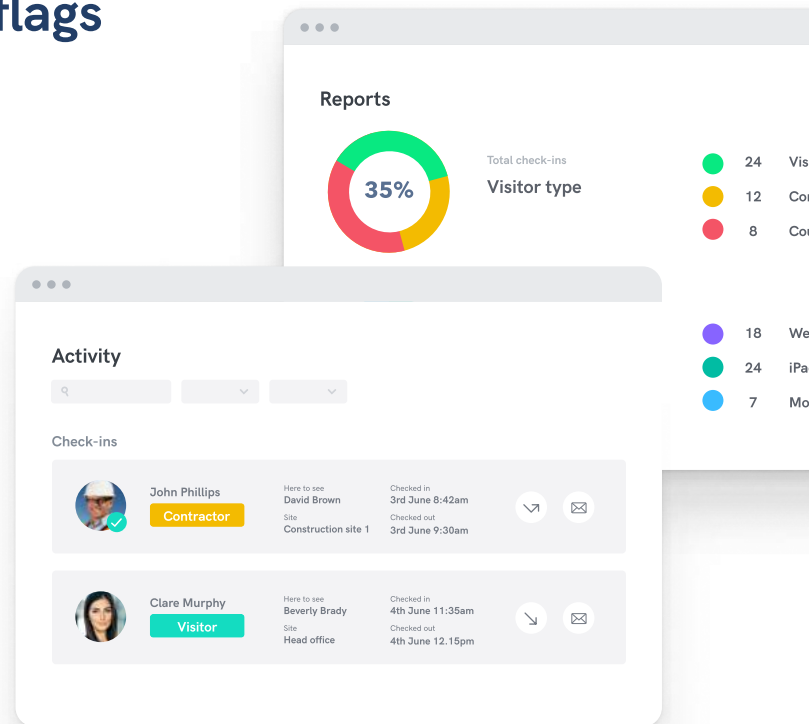 flags
Reports
35%
Total check-ins
Visitor type
24
12
8
18
24
7
Activity
Check-ins
John Phillips
Contractor
Here to see
David Brown
Site
Construction site 1
Checked in
3rd June 8:42am
Checked out
3rd June 9:30am
Clare Murphy
Visitor
Here to see
Beverly Brady
Site
Head office
Checked in
4th June 11:35am
Checked out
4th June 12.15pm